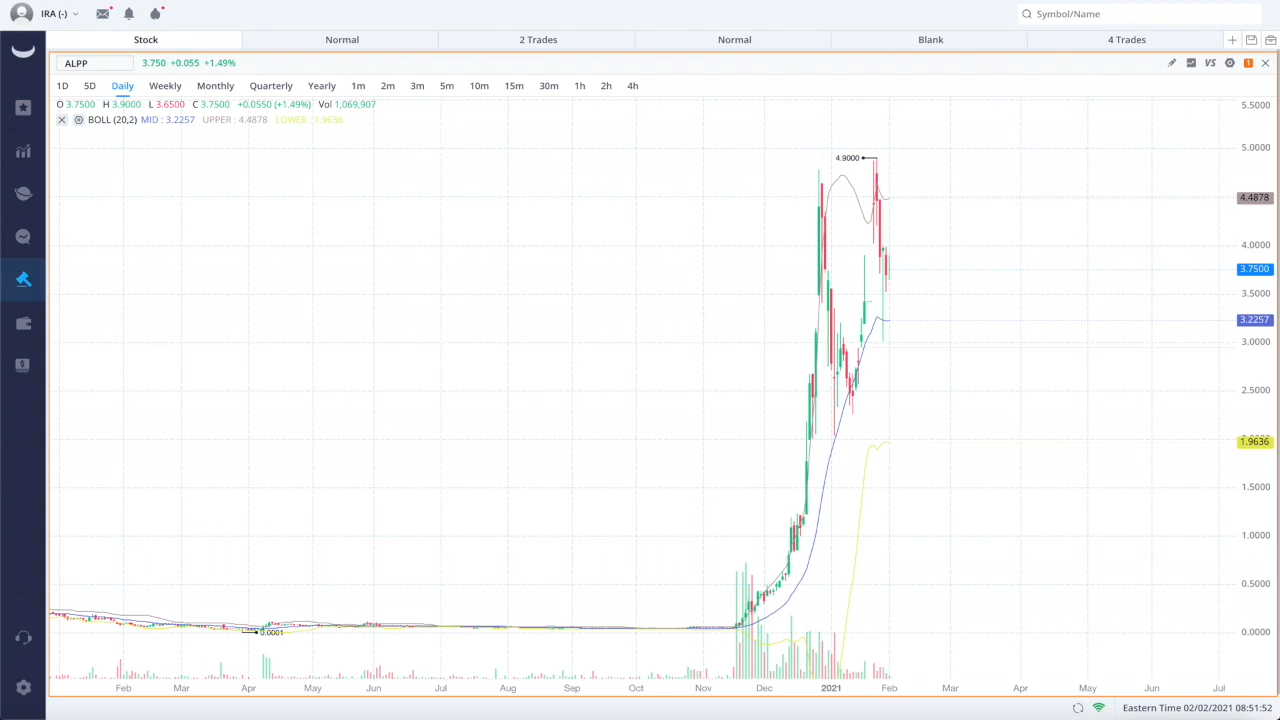 IRA (-)
Symbol/Name
Stock Normal 2 Trades Normal Blank 4 Trades
ALPP 3.750 +0.055 +1.49% VS 1
1D 5D Daily Weekly Monthly Quarterly Yearly 1m 2m 3m 5m 10m 15m 30m 1h 2h 4h
O 3.7500 H 3.9000 L 3.6500 C 3.7500 +0.0550 (+1.49%) Vol 1,069,907
BOLL (20,2) MID : 3.2257 UPPER : 4.4878 LOWER : 1.9636
5.5000
5.0000
4.9000
4.4878
4.0000
3.7500
3.5000
3.2257
3.0000
2.5000
1.9636
1.5000
1.0000
0.5000
0.0000
0.0001
Feb Mar Apr May Jun Jul Aug Sep Oct Nov Dec 2021 Feb Mar Apr May Jun Jul
Eastern Time 02/02/2021 08:51:52